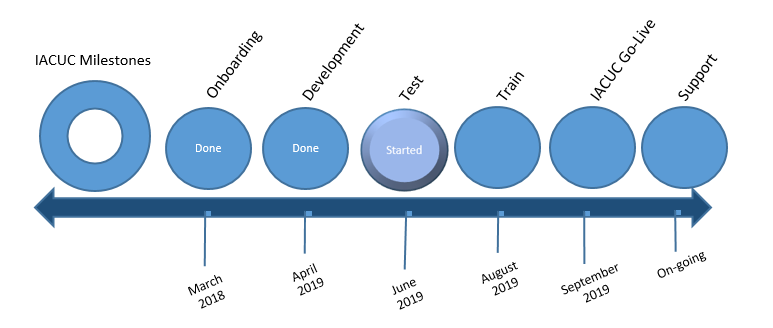 IACUC Milestones
Onboarding
Development
Test
Train
IACUC Go-Live
Support
Done
Done
Started
March
2018
April
2019
June
2019
August
2019
September
2019
On-going